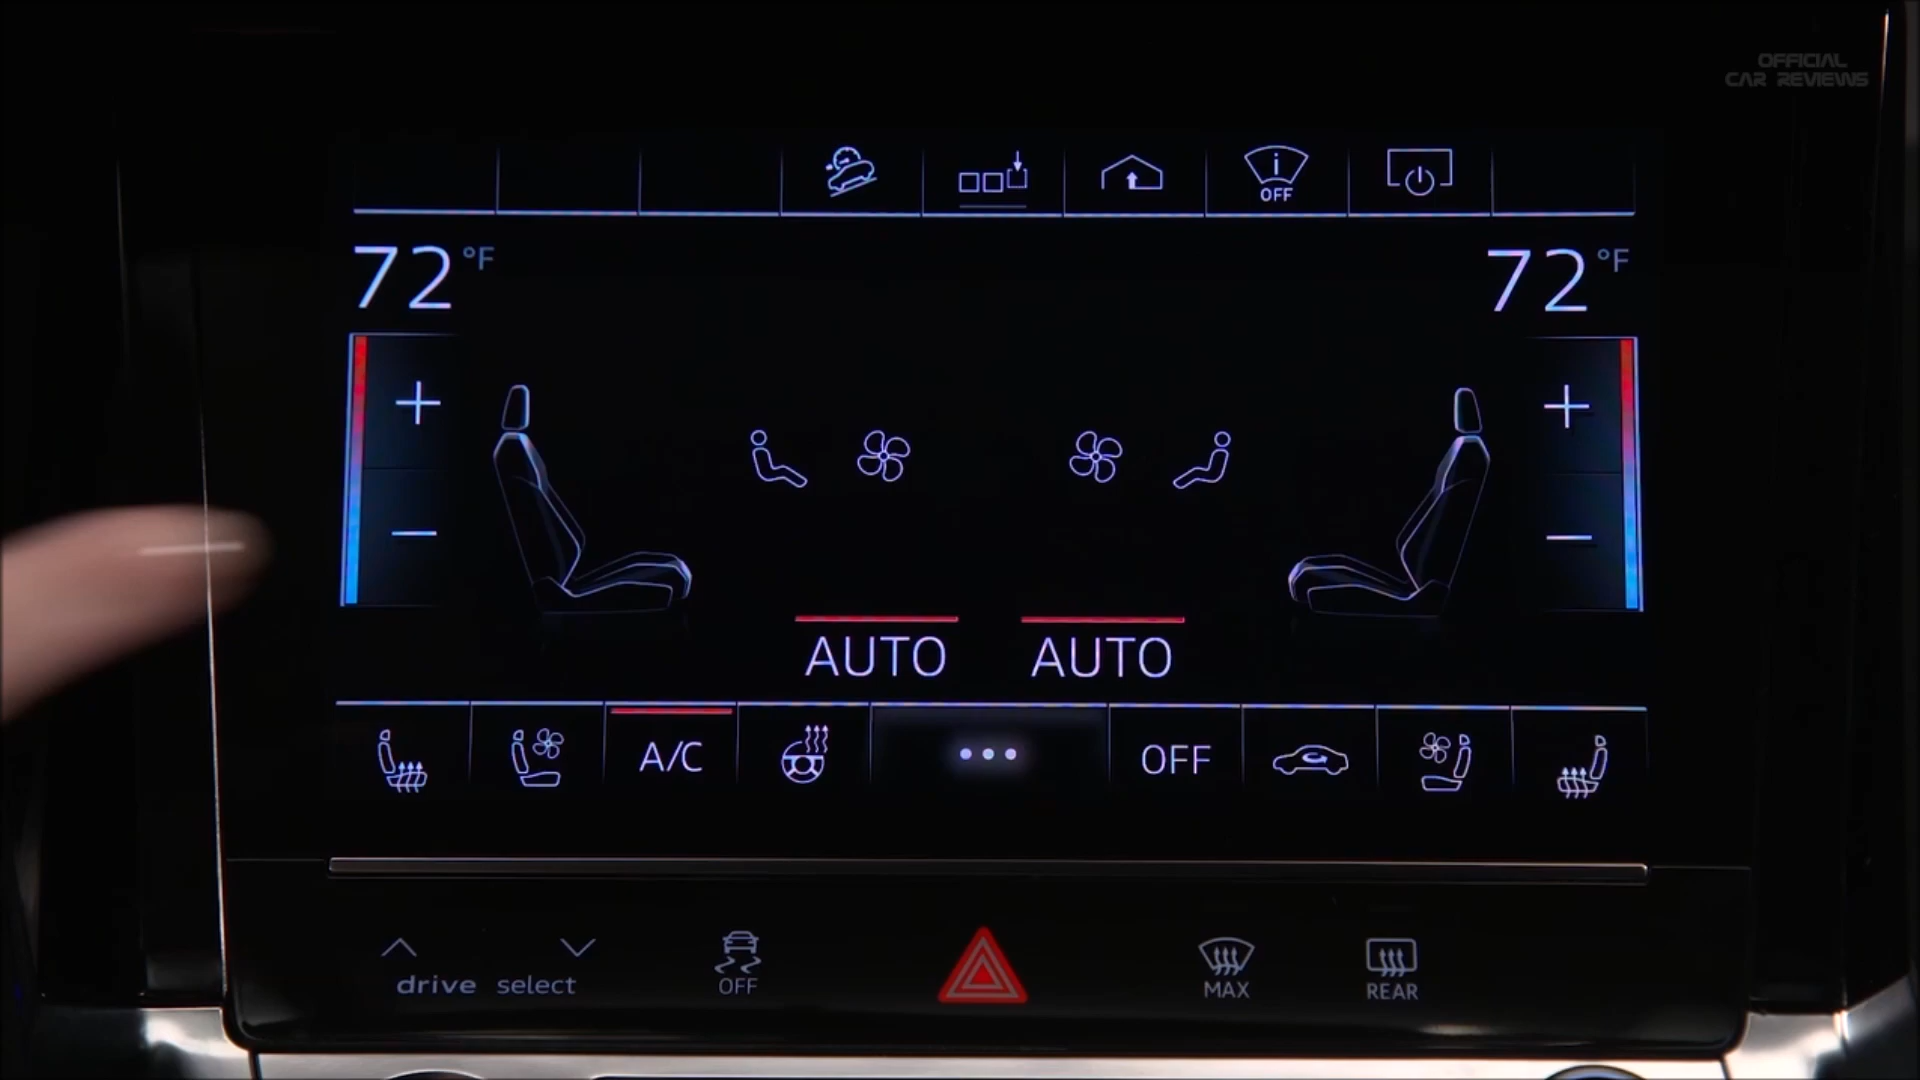 OFFICIAL
CAR REVIEWS
i
OFF
72 °F
72 °F
AUTO AUTO
A/C
OFF
drive select
OFF
MAX
REAR